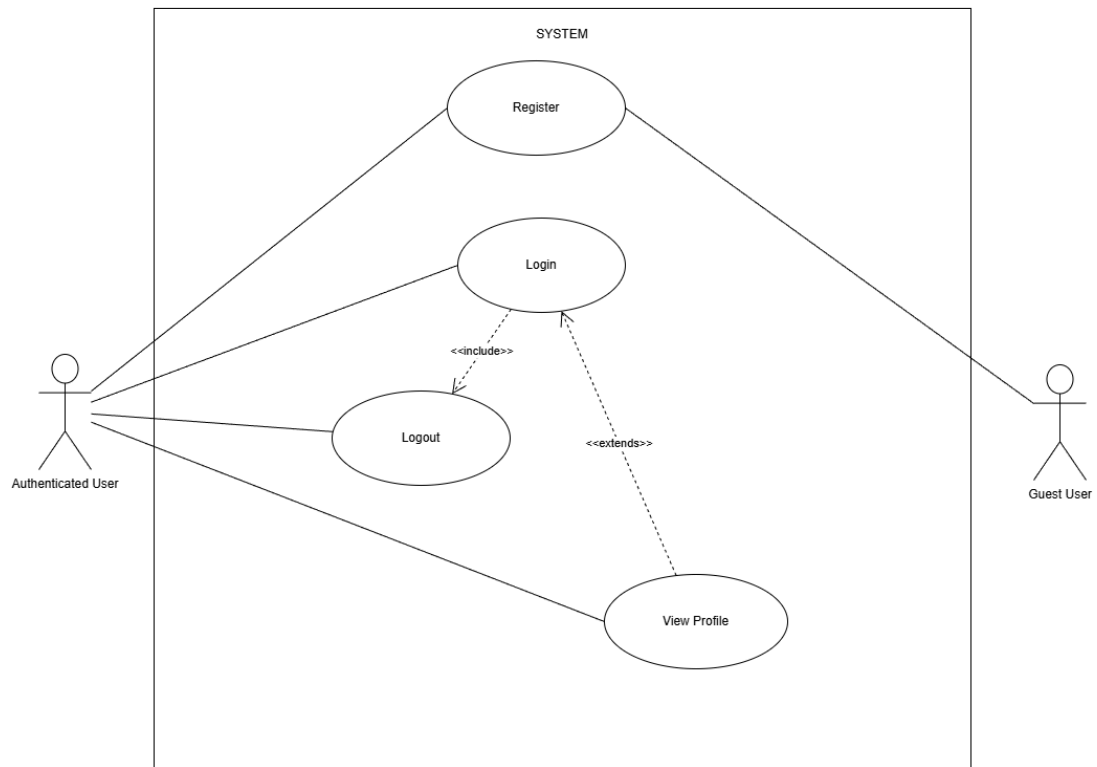 SYSTEM
Register
Login
<<include>>
Logout
<<extends>>
Authenticated User
Guest User
View Profile